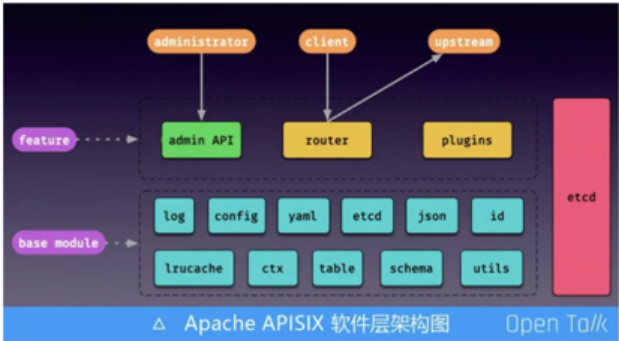 administrator client upstream
feature admin API router plugins
etcd
log config yaml etcd json id
base module
lrucache ctx table schema utils
Apache APISIX 软件层架构图 Open Talk